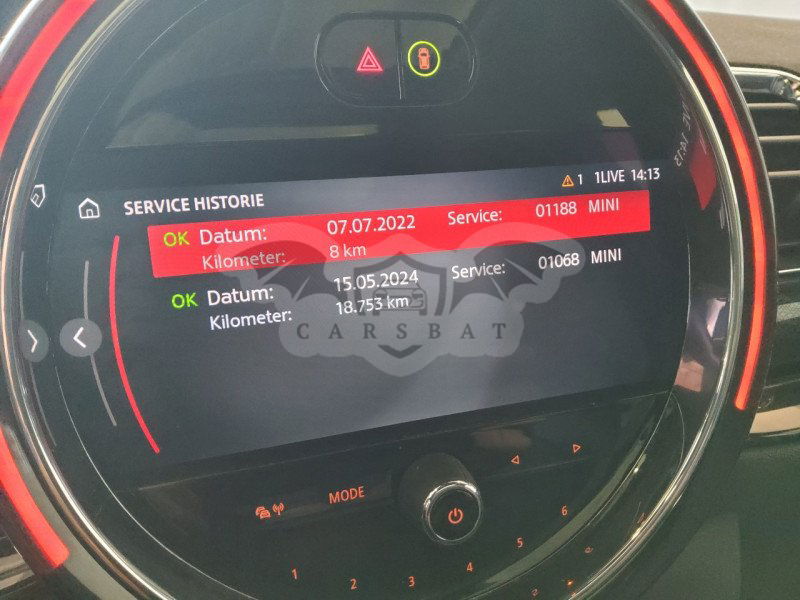 1 1LIVE 14:13
SERVICE HISTORIE
OK Datum: 07.07.2022 Service: 01188 MINI
Kilometer: 8 km
OK Datum: 15.05.2024 Service: 01068 MINI
Kilometer: 18.753 km
CARSBAT
MODE
1 2 3 4 5 6